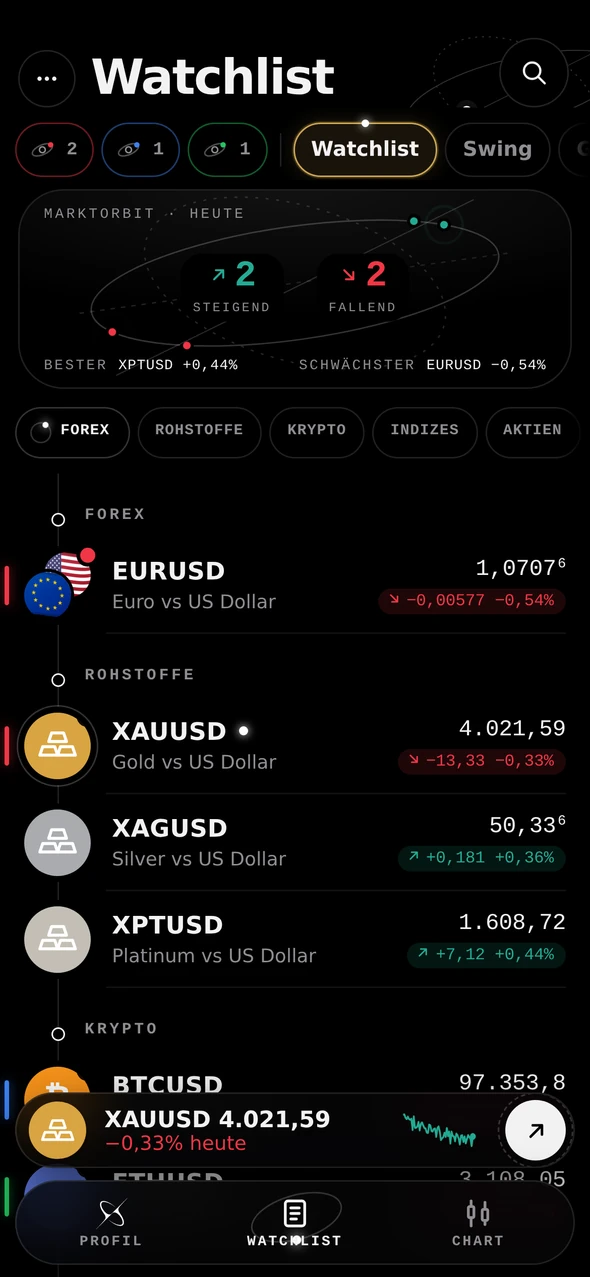 Watchlist
2 1 1 Watchlist Swing
MARKTORBIT · HEUTE
↗ 2 ↘ 2
STEIGEND FALLEND
BESTER XPTUSD +0,44% SCHWÄCHSTER EURUSD −0,54%
FOREX ROHSTOFFE KRYPTO INDIZES AKTIEN
FOREX
EURUSD 1,0707⁶
Euro vs US Dollar ↘ −0,00577 −0,54%
ROHSTOFFE
XAUUSD 4.021,59
Gold vs US Dollar ↘ −13,33 −0,33%
XAGUSD 50,33⁶
Silver vs US Dollar ↗ +0,181 +0,36%
XPTUSD 1.608,72
Platinum vs US Dollar ↗ +7,12 +0,44%
KRYPTO
BTCUSD 97.353,8
XAUUSD 4.021,59
−0,33% heute
ETHUSD 3.108,05
PROFIL WATCHLIST CHART